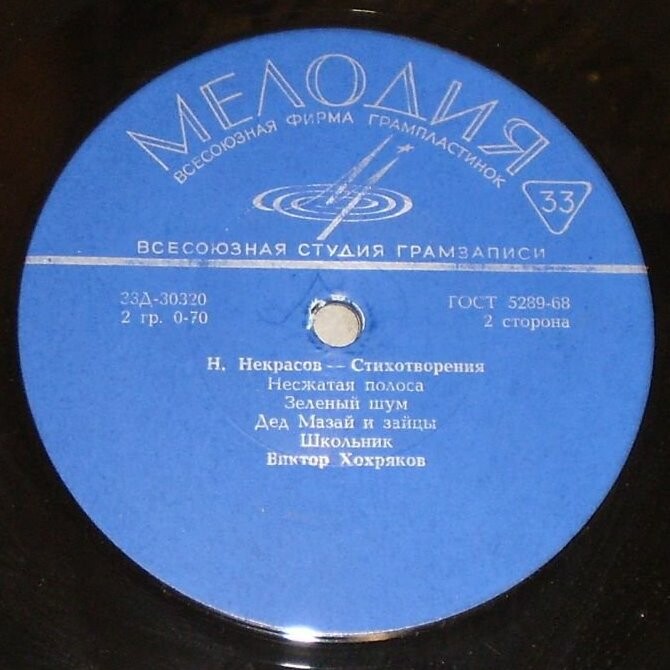 МЕЛОДИЯ
ВСЕСОЮЗНАЯ ФИРМА ГРАМПЛАСТИНОК
33
ВСЕСОЮЗНАЯ СТУДИЯ ГРАМЗАПИСИ
33Д-30320
ГОСТ 5289-68
2 гр. 0-70
2 сторона
Н. Некрасов — Стихотворения
Несжатая полоса
Зеленый шум
Дед Мазай и зайцы
Школьник
Виктор Хохряков